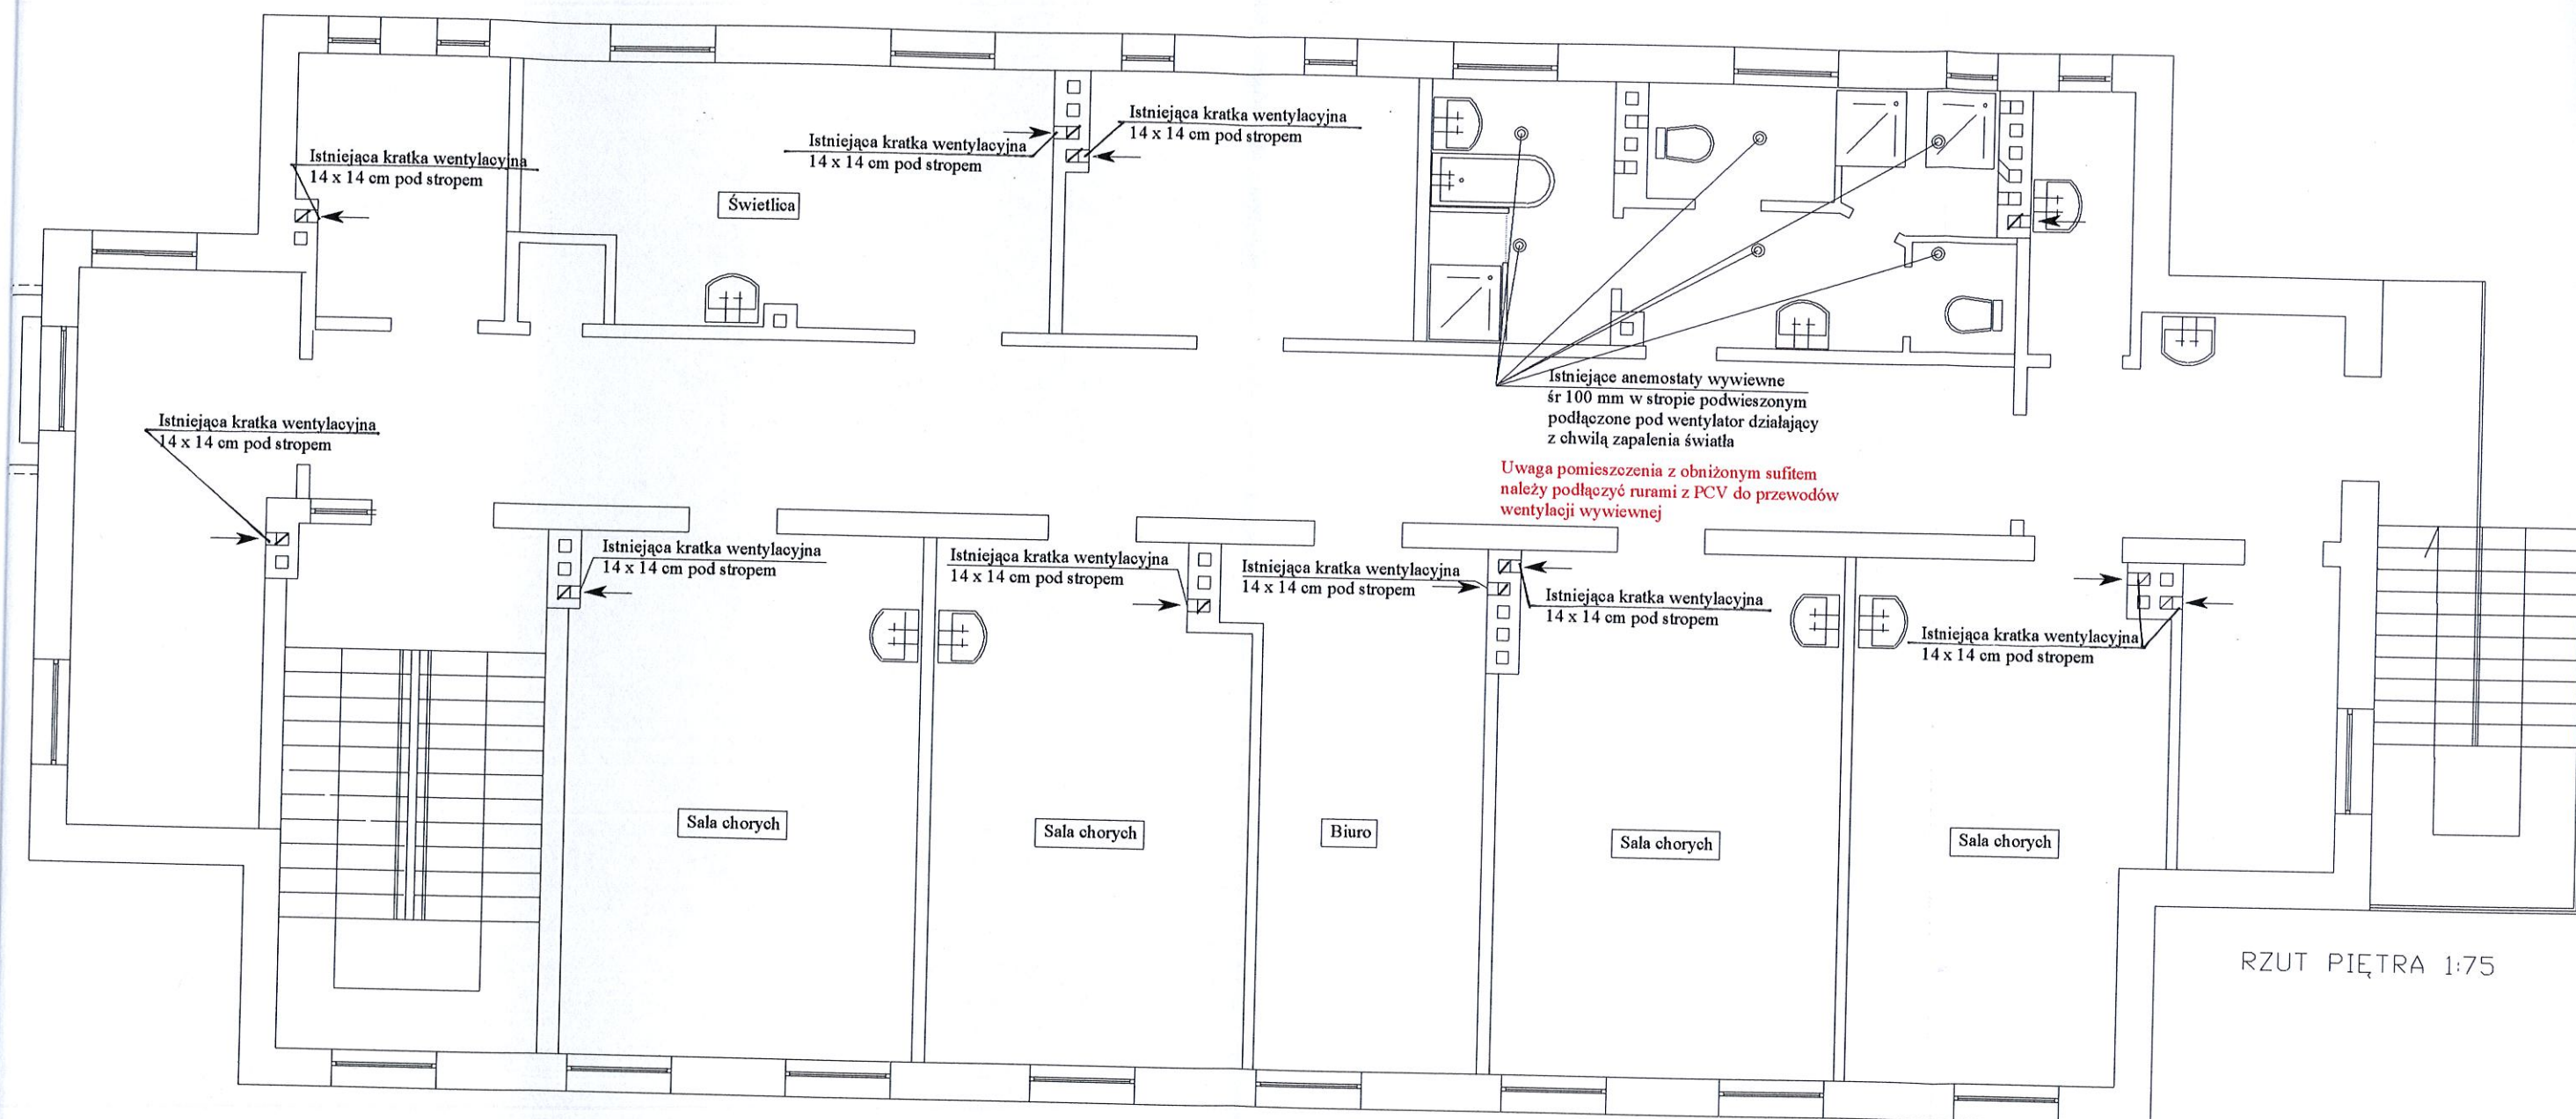 Istniejąca kratka wentylacyjna
14 x 14 cm pod stropem
Istniejąca kratka wentylacyjna
14 x 14 cm pod stropem
Istniejąca kratka wentylacyjna
14 x 14 cm pod stropem
Świetlica
Istniejące anemostaty wywiewne
śr 100 mm w stropie podwieszonym
podłączone pod wentylator działający
z chwilą zapalenia światła
Istniejąca kratka wentylacyjna
14 x 14 cm pod stropem
Uwaga pomieszczenia z obniżonym sufitem
należy podłączyć rurami z PCV do przewodów
wentylacji wywiewnej
Istniejąca kratka wentylacyjna
14 x 14 cm pod stropem
Istniejąca kratka wentylacyjna
14 x 14 cm pod stropem
Istniejąca kratka wentylacyjna
14 x 14 cm pod stropem
Istniejąca kratka wentylacyjna
14 x 14 cm pod stropem
Istniejąca kratka wentylacyjna
14 x 14 cm pod stropem
Sala chorych
Sala chorych
Biuro
Sala chorych
Sala chorych
RZUT PIĘTRA 1:75